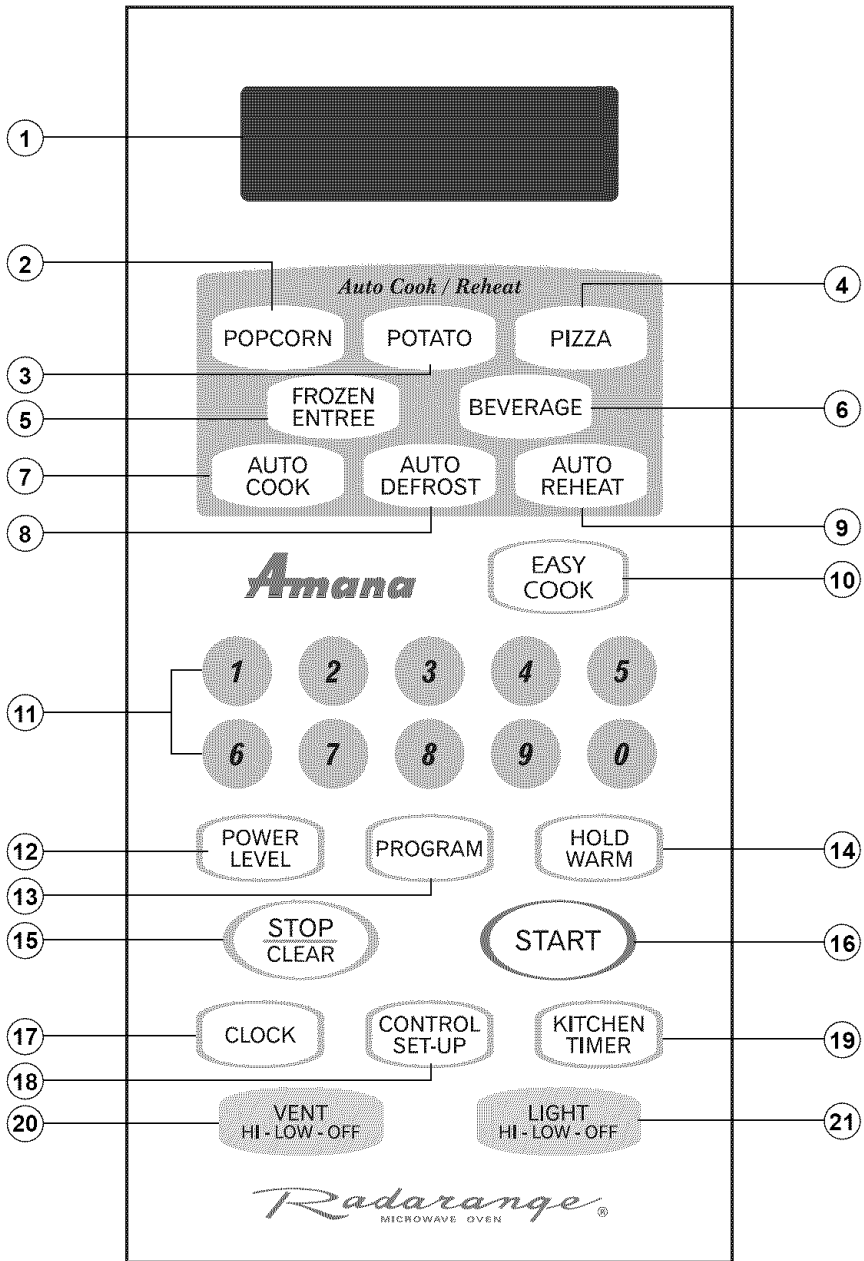 1
2
Auto Cook / Reheat
4
POPCORN
POTATO
PIZZA
3
FROZEN
ENTREE
BEVERAGE
5
6
AUTO
COOK
AUTO
DEFROST
AUTO
REHEAT
7
8
9
Amana
EASY
COOK
10
1 2 3 4 5
11
6 7 8 9 0
POWER
LEVEL
PROGRAM
HOLD
WARM
12
14
13
STOP
CLEAR
START
15
16
CLOCK
CONTROL
SET-UP
KITCHEN
TIMER
17
19
18
VENT
HI - LOW - OFF
LIGHT
HI - LOW - OFF
20
21
Radarange®
MICROWAVE OVEN